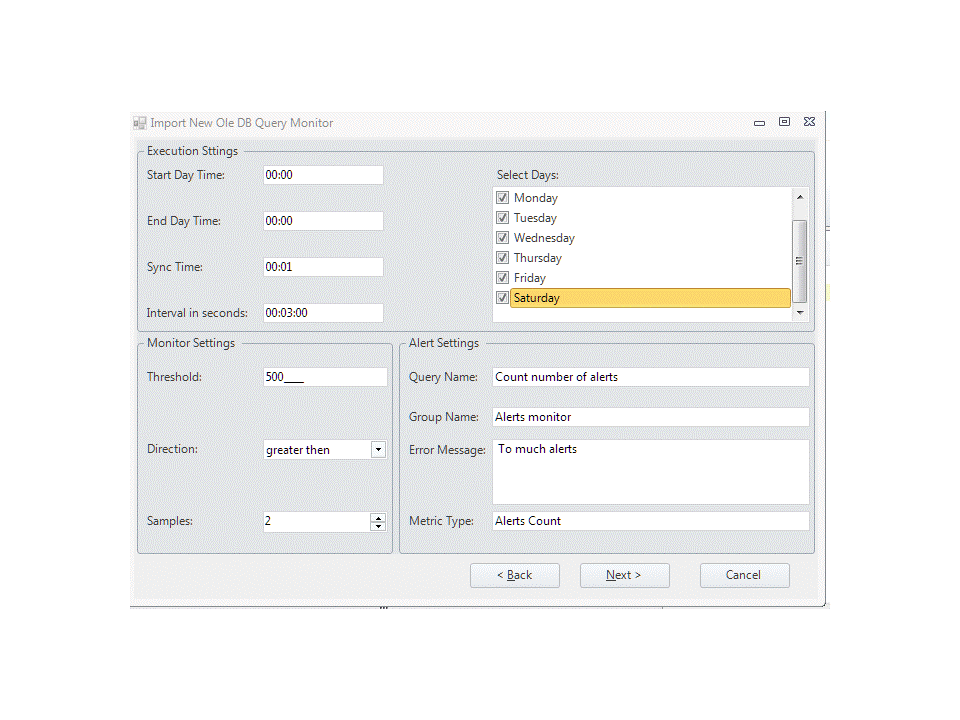 Import New Ole DB Query Monitor
Execution Sttings
Start Day Time: 00:00
End Day Time: 00:00
Sync Time: 00:01
Interval in seconds: 00:03:00
Select Days:
Monday
Tuesday
Wednesday
Thursday
Friday
Saturday
Monitor Settings
Threshold: 500___
Direction: greater then
Samples: 2
Alert Settings
Query Name: Count number of alerts
Group Name: Alerts monitor
Error Message: To much alerts
Metric Type: Alerts Count
< Back Next > Cancel